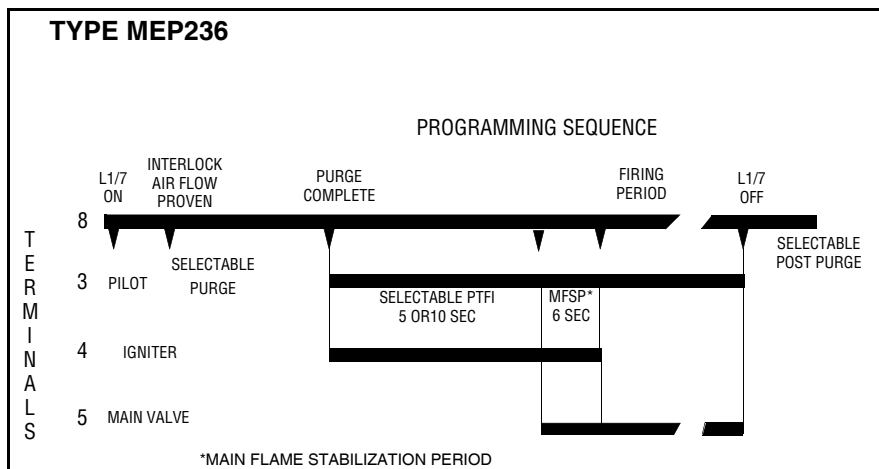 TYPE MEP236
PROGRAMMING SEQUENCE
L1/7
ON
INTERLOCK
AIR FLOW
PROVEN
PURGE
COMPLETE
FIRING
PERIOD
L1/7
OFF
TERMINALS
8
SELECTABLE
POST PURGE
3 PILOT
SELECTABLE
PURGE
SELECTABLE PTFI
5 OR10 SEC
MFSP*
6 SEC
4 IGNITER
5 MAIN VALVE
*MAIN FLAME STABILIZATION PERIOD